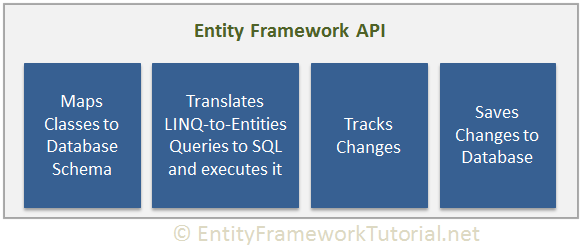 Entity Framework API
Maps
Classes to
Database
Schema
Translates
LINQ-to-Entities
Queries to SQL
and executes it
Tracks
Changes
Saves
Changes to
Database
© EntityFrameworkTutorial.net